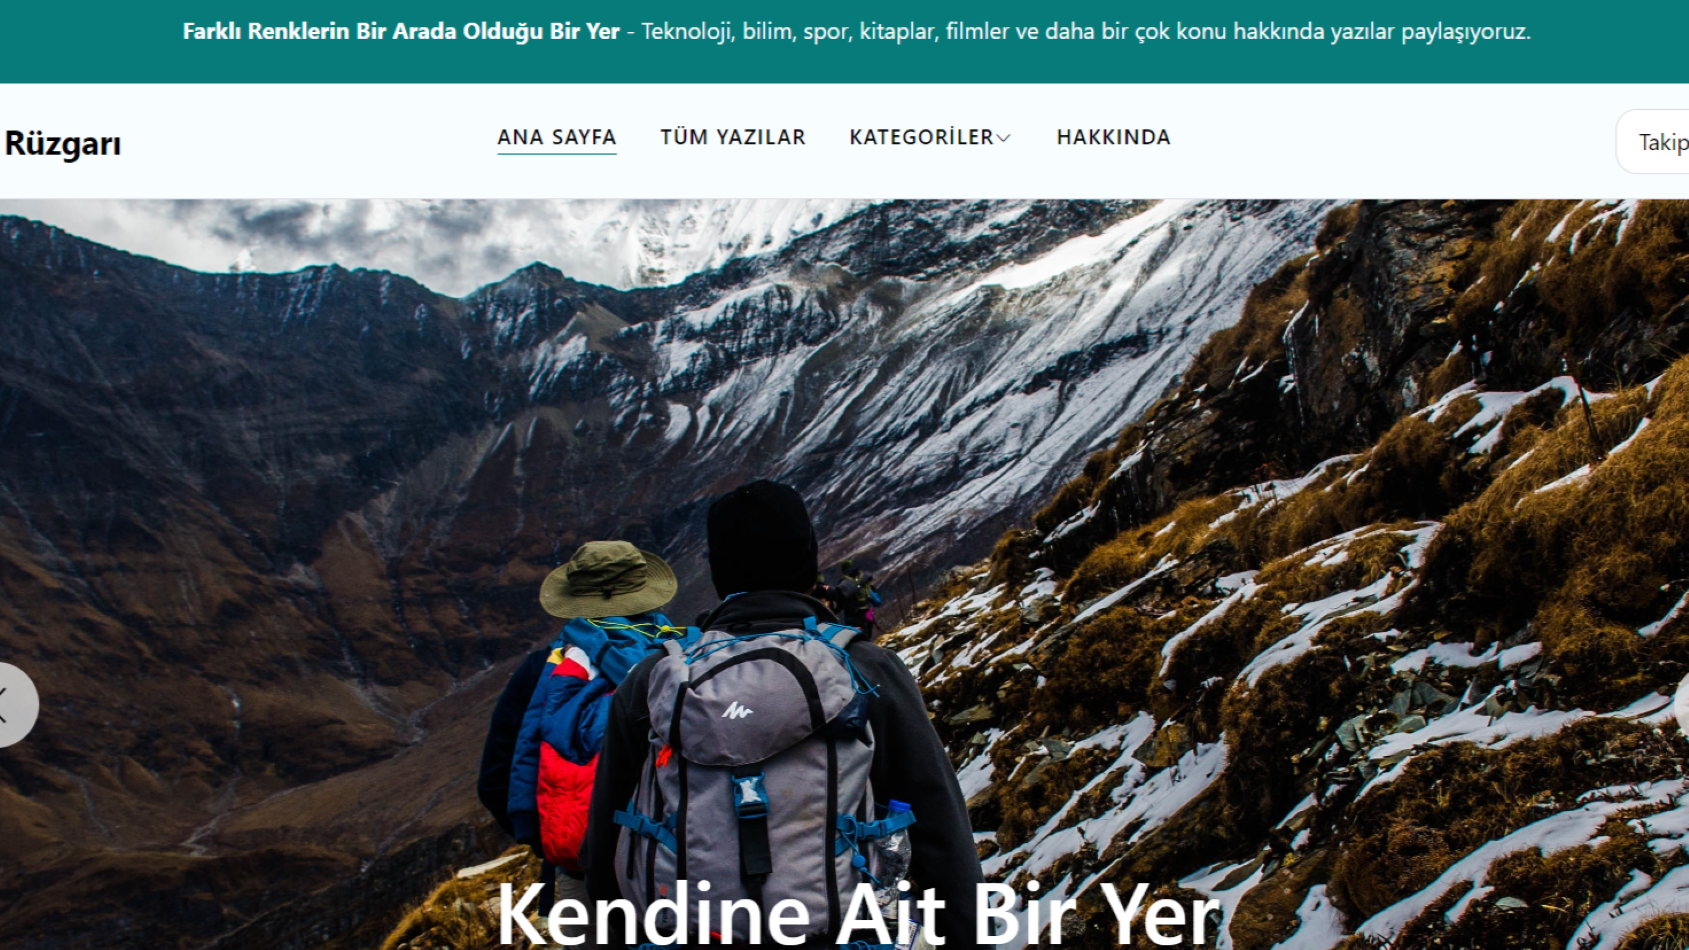 Farklı Renklerin Bir Arada Olduğu Bir Yer - Teknoloji, bilim, spor, kitaplar, filmler ve daha bir çok konu hakkında yazılar paylaşıyoruz.
Rüzgarı
ANA SAYFA
TÜM YAZILAR
KATEGORİLER
HAKKINDA
Takip
Kendine Ait Bir Yer